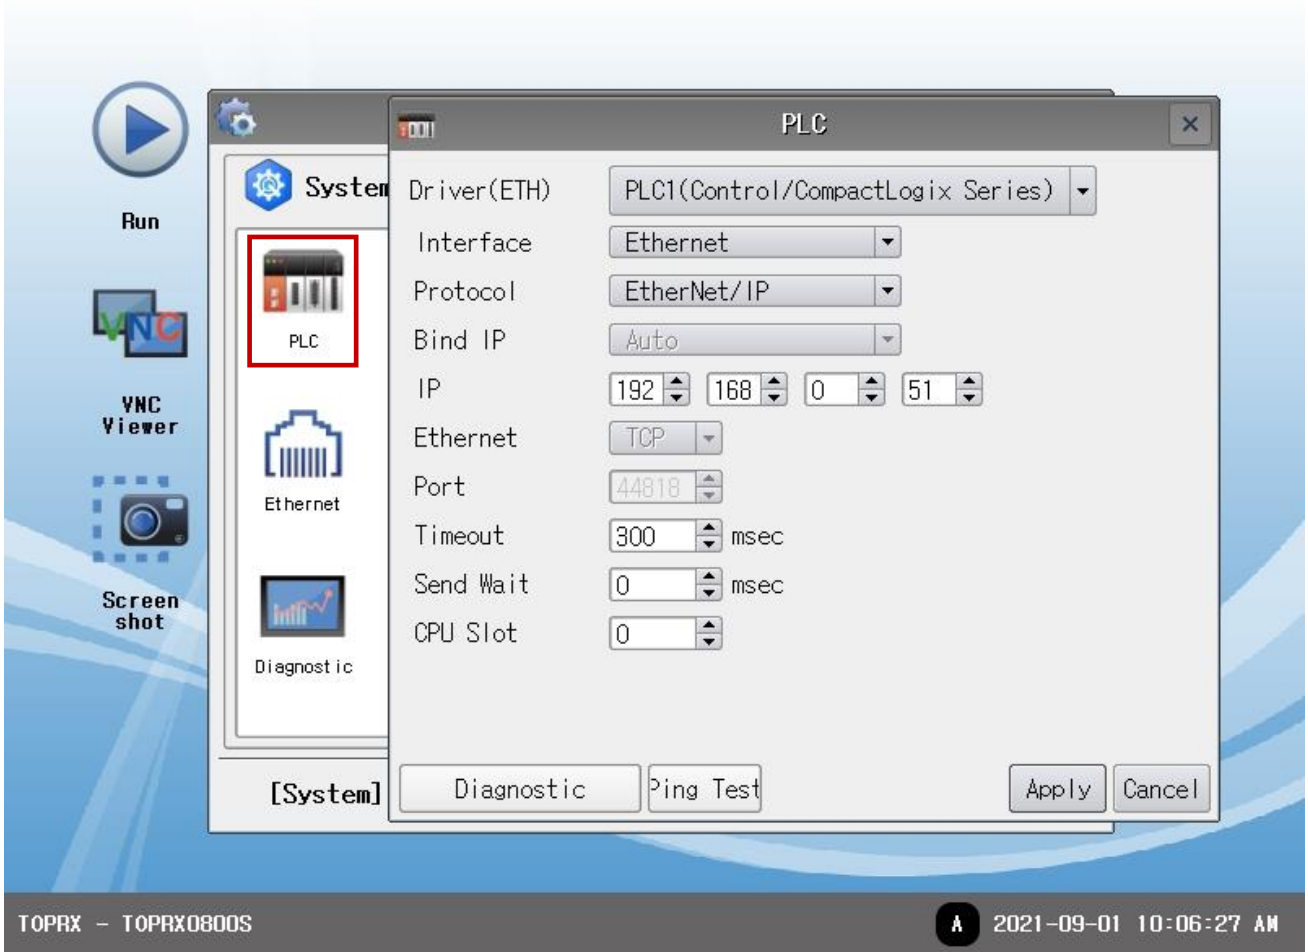 PLC
System
Driver(ETH) PLC1(Control/CompactLogix Series)
Run
Interface Ethernet
Protocol EtherNet/IP
PLC
Bind IP Auto
IP 192 168 0 51
VNC
VNC
Viewer
Ethernet TCP
Port 44818
Ethernet
Timeout 300 msec
Send Wait 0 msec
Screen
shot
CPU Slot 0
Diagnostic
[System]
Diagnostic Ping Test Apply Cancel
TOPRX - TOPRX0800S A 2021-09-01 10:06:27 AM